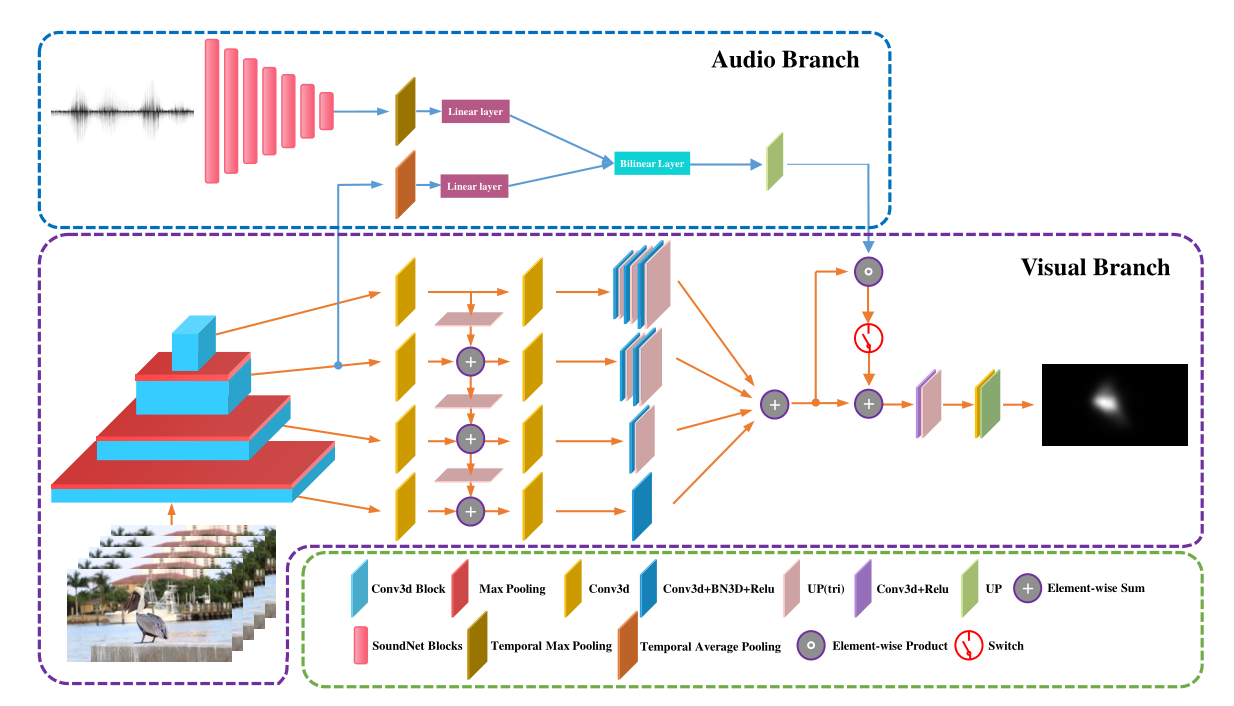 Audio Branch
Linear layer
Bilinear Layer
Linear layer
Visual Branch
Conv3d Block
Max Pooling
Conv3d
Conv3d+BN3D+Relu
UP(tri)
Conv3d+Relu
UP
Element-wise Sum
SoundNet Blocks
Temporal Max Pooling
Temporal Average Pooling
Element-wise Product
Switch